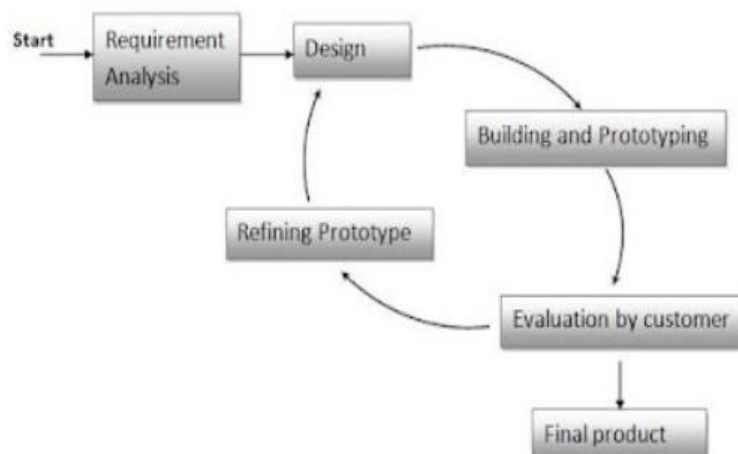 Start
Requirement
Analysis
Design
Building and Prototyping
Refining Prototype
Evaluation by customer
Final product